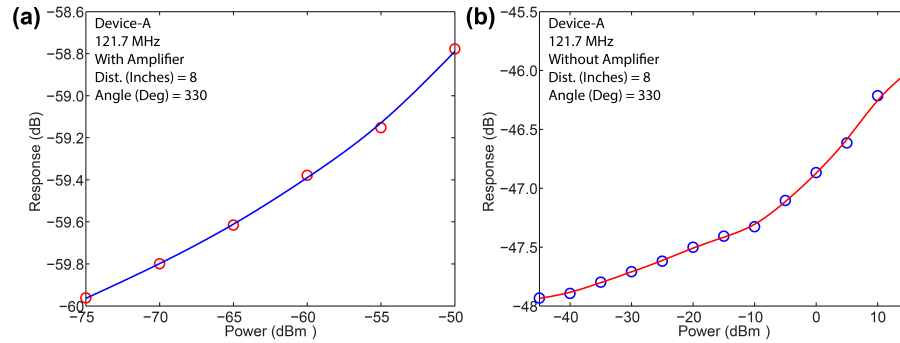 (a)
Device-A
121.7 MHz
With Amplifier
Dist. (Inches) = 8
Angle (Deg) = 330
−58.6
−58.8
−59.0
−59.2
−59.4
−59.6
−59.8
−60
Response (dB)
−75 −70 −65 −60 −55 −50
Power (dBm )
(b)
Device-A
121.7 MHz
Without Amplifier
Dist. (Inches) = 8
Angle (Deg) = 330
−45.5
−46.0
−46.5
−47.0
−47.5
−48
Response (dB)
−40 −30 −20 −10 0 10
Power (dBm )